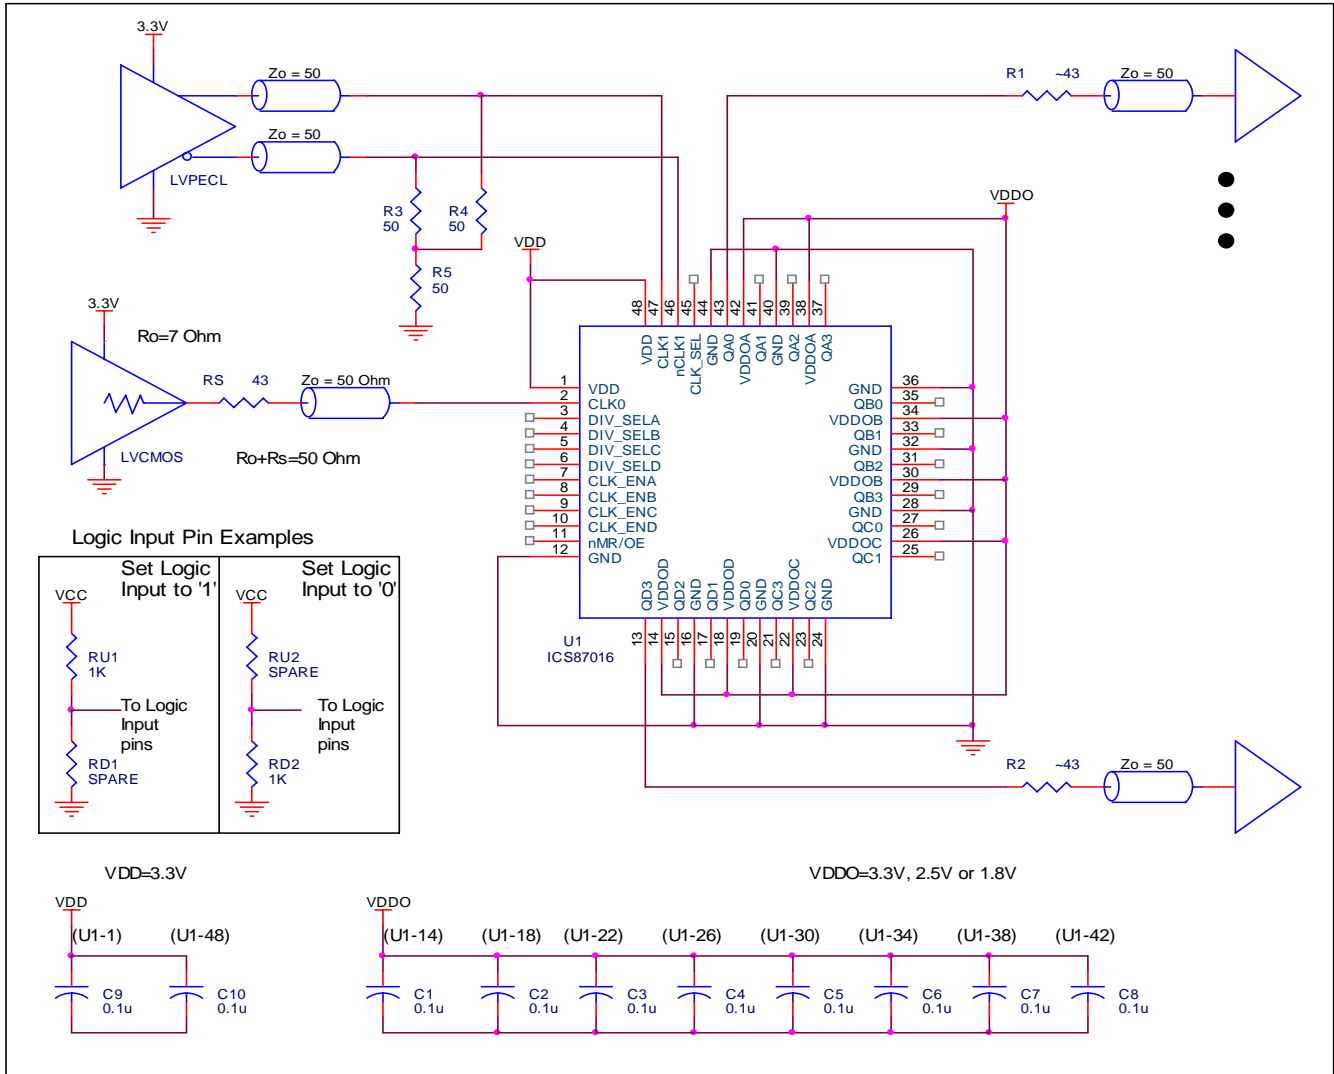 3.3V
Zo = 50
Zo = 50
LVPECL
R3
50
R4
50
R5
50
R1 ~43
Zo = 50
VDDO
VDD
3.3V
Ro=7 Ohm
RS 43
Zo = 50 Ohm
LVCMOS
Ro+Rs=50 Ohm
48 47 46 45 44 43 42 41 40 39 38 37
VDD CLK1 nCLK1 CLK_SEL GND QA0 VDDOA QA1 GND QA2 VDDOA QA3
1 VDD
2 CLK0
3 DIV_SELA
4 DIV_SELB
5 DIV_SELC
6 DIV_SELD
7 CLK_ENA
8 CLK_ENB
9 CLK_ENC
10 CLK_END
11 nMR/OE
12 GND
GND 36
QB0 35
VDDOB 34
QB1 33
GND 32
QB2 31
VDDOB 30
QB3 29
GND 28
QC0 27
VDDOC 26
QC1 25
QD3 VDDOD QD2 GND QD1 VDDOD QD0 GND QC3 VDDOC QC2 GND
13 14 15 16 17 18 19 20 21 22 23 24
U1
ICS87016
Logic Input Pin Examples
Set Logic
Input to '1'
VCC
RU1
1K
To Logic
Input
pins
RD1
SPARE
Set Logic
Input to '0'
VCC
RU2
SPARE
To Logic
Input
pins
RD2
1K
R2 ~43
Zo = 50
VDD=3.3V
VDDO=3.3V, 2.5V or 1.8V
VDD
(U1-1) (U1-48)
C9
0.1u
C10
0.1u
VDDO
(U1-14) (U1-18) (U1-22) (U1-26) (U1-30) (U1-34) (U1-38) (U1-42)
C1
0.1u
C2
0.1u
C3
0.1u
C4
0.1u
C5
0.1u
C6
0.1u
C7
0.1u
C8
0.1u